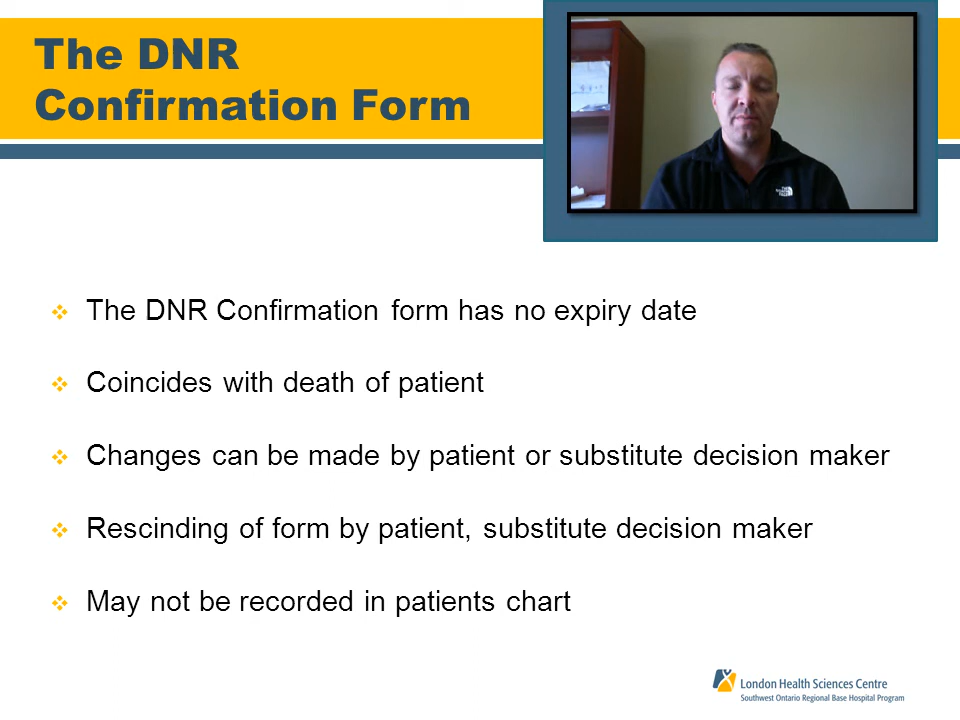 The DNR
Confirmation Form
The DNR Confirmation form has no expiry date
Coincides with death of patient
Changes can be made by patient or substitute decision maker
Rescinding of form by patient, substitute decision maker
May not be recorded in patients chart
London Health Sciences Centre
Southwest Ontario Regional Base Hospital Program